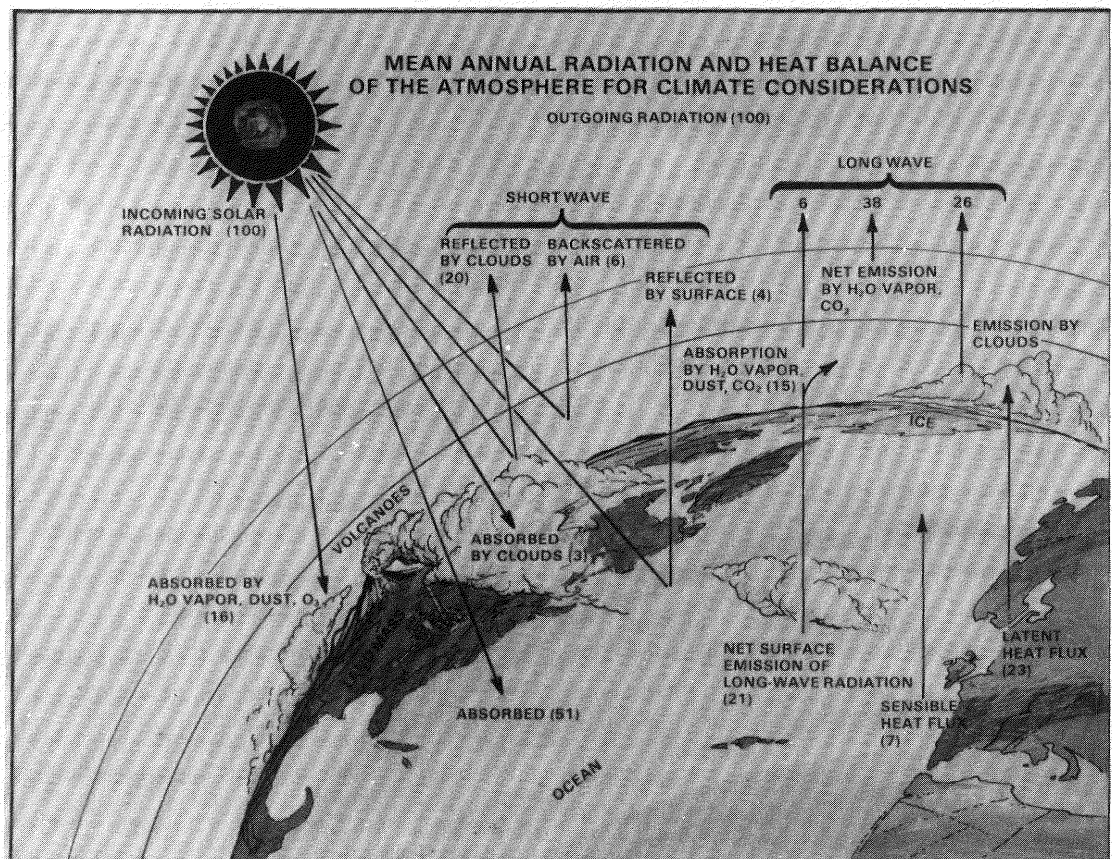 MEAN ANNUAL RADIATION AND HEAT BALANCE
OF THE ATMOSPHERE FOR CLIMATE CONSIDERATIONS
OUTGOING RADIATION (100)
LONG WAVE
6 38 26
SHORT WAVE
INCOMING SOLAR
RADIATION (100)
REFLECTED
BY CLOUDS
(20)
BACKSCATTERED
BY AIR (6)
REFLECTED
BY SURFACE (4)
NET EMISSION
BY H₂O VAPOR,
CO₂
EMISSION BY
CLOUDS
ABSORPTION
BY H₂O VAPOR,
DUST, CO₂ (15)
ICE
VOLCANOES
ABSORBED
BY CLOUDS (3)
ABSORBED BY
H₂O VAPOR, DUST, O₃
(16)
NET SURFACE
EMISSION OF
LONG-WAVE RADIATION
(21)
LATENT
HEAT FLUX
(23)
SENSIBLE
HEAT FLUX
(7)
ABSORBED (51)
OCEAN